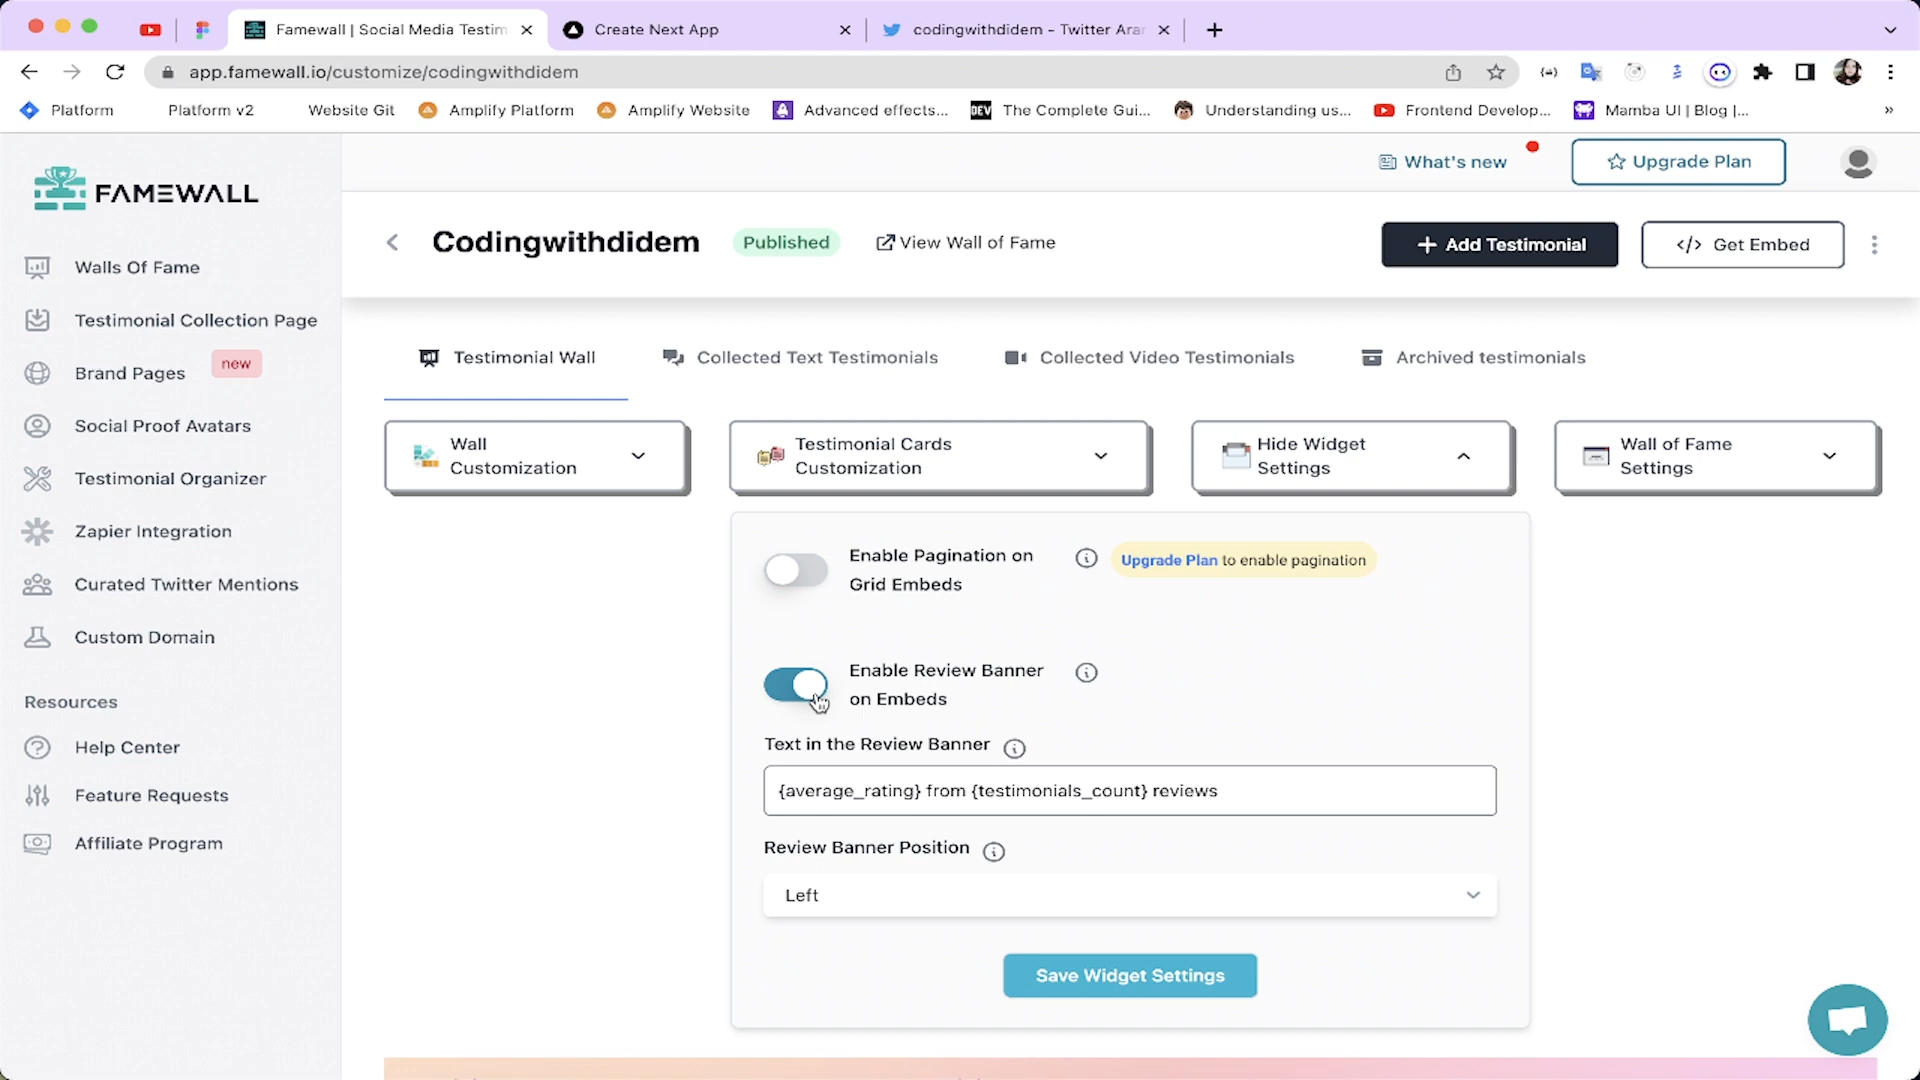 Famewall | Social Media Testim
Create Next App
codingwithdidem - Twitter Arar
app.famewall.io/customize/codingwithdidem
Platform
Platform v2
Website Git
Amplify Platform
Amplify Website
Advanced effects...
DEV
The Complete Gui...
Understanding us...
Frontend Develop...
Mamba UI | Blog |...
»
FAMEWALL
What's new
Upgrade Plan
Codingwithdidem
Published
View Wall of Fame
+ Add Testimonial
</> Get Embed
Walls Of Fame
Testimonial Collection Page
Brand Pages
new
Social Proof Avatars
Testimonial Organizer
Zapier Integration
Curated Twitter Mentions
Custom Domain
Resources
Help Center
Feature Requests
Affiliate Program
Testimonial Wall
Collected Text Testimonials
Collected Video Testimonials
Archived testimonials
Wall
Customization
Testimonial Cards
Customization
Hide Widget
Settings
Wall of Fame
Settings
Enable Pagination on
Grid Embeds
Upgrade Plan to enable pagination
Enable Review Banner
on Embeds
Text in the Review Banner
{average_rating} from {testimonials_count} reviews
Review Banner Position
Left
Save Widget Settings